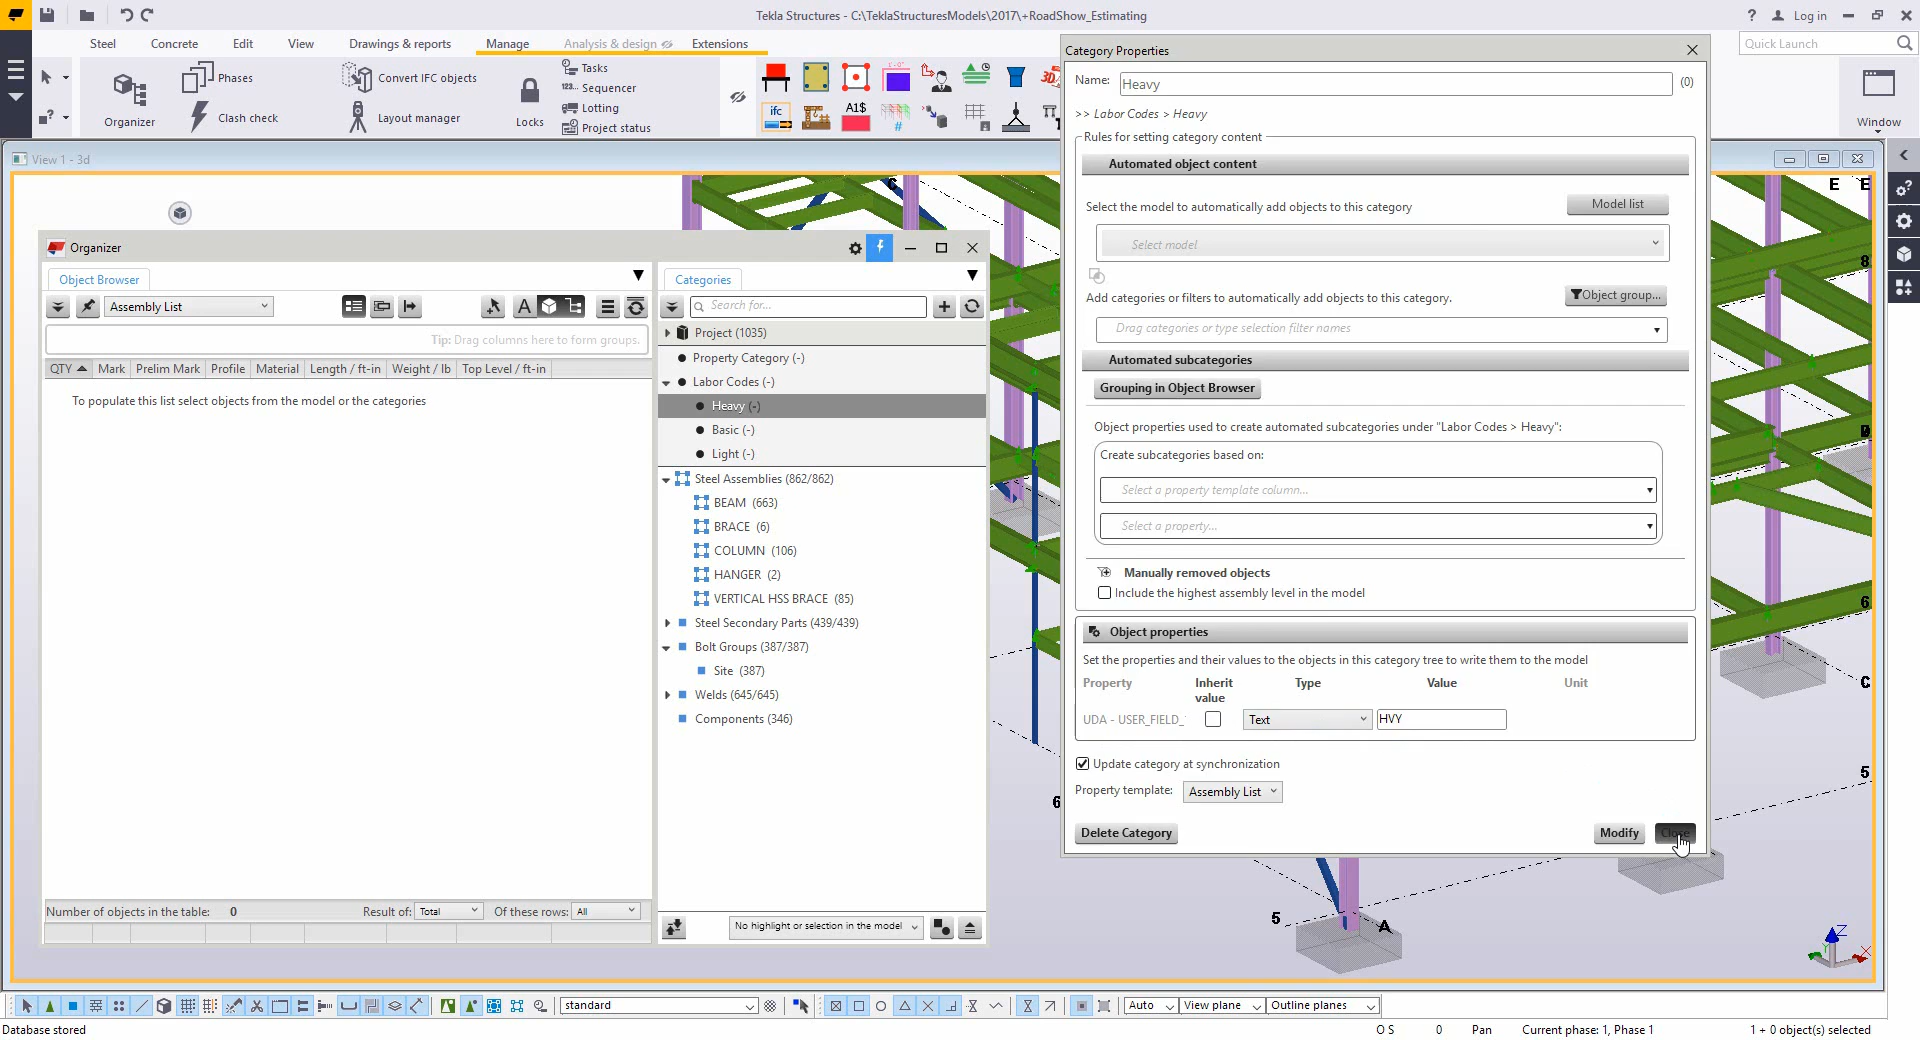 Tekla Structures - C:\TeklaStructuresModels\2017\+RoadShow_Estimating
? Log in
Steel Concrete Edit View Drawings & reports Manage Analysis & design Extensions
Quick Launch
Organizer
Phases
Clash check
Convert IFC objects
Layout manager
Locks
Tasks
123... Sequencer
Lotting
Project status
ifc
A1$
Window
View 1 - 3d
Organizer
Object Browser
Assembly List
Tip: Drag columns here to form groups.
QTY Mark Prelim Mark Profile Material Length / ft-in Weight / lb Top Level / ft-in
To populate this list select objects from the model or the categories
Number of objects in the table: 0 Result of: Total Of these rows: All
Categories
Search for...
Project (1035)
Property Category (-)
Labor Codes (-)
Heavy (-)
Basic (-)
Light (-)
Steel Assemblies (862/862)
BEAM (663)
BRACE (6)
COLUMN (106)
HANGER (2)
VERTICAL HSS BRACE (85)
Steel Secondary Parts (439/439)
Bolt Groups (387/387)
Site (387)
Welds (645/645)
Components (346)
No highlight or selection in the model
Category Properties
Name: Heavy (0)
>> Labor Codes > Heavy
Rules for setting category content
Automated object content
Select the model to automatically add objects to this category
Model list
Select model
Add categories or filters to automatically add objects to this category.
Object group...
Drag categories or type selection filter names
Automated subcategories
Grouping in Object Browser
Object properties used to create automated subcategories under "Labor Codes > Heavy":
Create subcategories based on:
Select a property template column...
Select a property...
Manually removed objects
Include the highest assembly level in the model
Object properties
Set the properties and their values to the objects in this category tree to write them to the model
Property Inherit value Type Value Unit
UDA - USER_FIELD_ Text HVY
Update category at synchronization
Property template: Assembly List
Delete Category Modify Close
C
E E
8
D
6
C
5
6
5
A
Z
X
standard
Auto View plane Outline planes
Database stored
O S 0 Pan Current phase: 1, Phase 1 1 + 0 object(s) selected